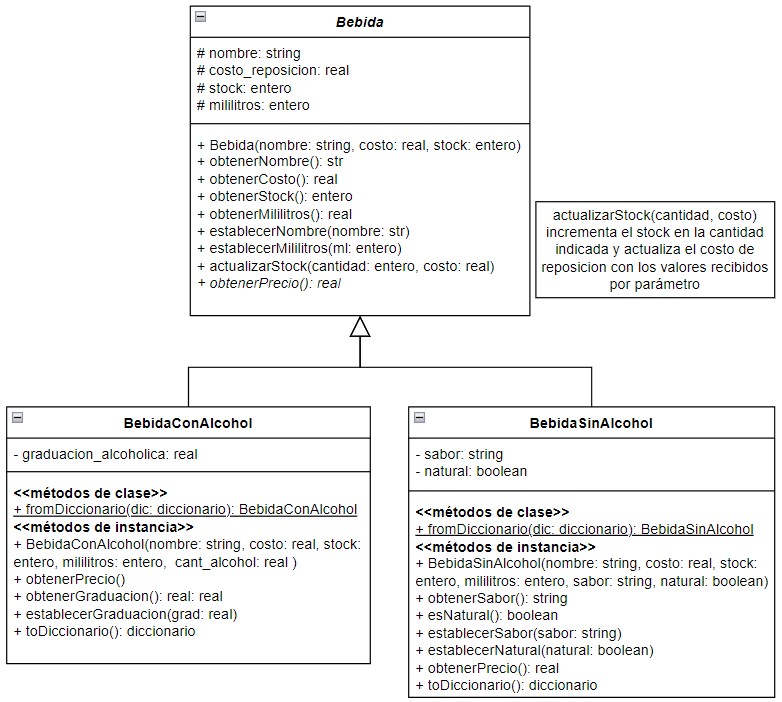 Bebida
# nombre: string
# costo_reposicion: real
# stock: entero
# mililitros: entero
+ Bebida(nombre: string, costo: real, stock: entero)
+ obtenerNombre(): str
+ obtenerCosto(): real
+ obtenerStock(): entero
+ obtenerMililitros(): real
+ establecerNombre(nombre: str)
+ establecerMililitros(ml: entero)
+ actualizarStock(cantidad: entero, costo: real)
+ obtenerPrecio(): real
actualizarStock(cantidad, costo)
incrementa el stock en la cantidad
indicada y actualiza el costo de
reposicion con los valores recibidos
por parámetro
BebidaConAlcohol
- graduacion_alcoholica: real
<<métodos de clase>>
+ fromDiccionario(dic: diccionario): BebidaConAlcohol
<<métodos de instancia>>
+ BebidaConAlcohol(nombre: string, costo: real, stock:
entero, mililitros: entero, cant_alcohol: real )
+ obtenerPrecio()
+ obtenerGraduacion(): real: real
+ establecerGraduacion(grad: real)
+ toDiccionario(): diccionario
BebidaSinAlcohol
- sabor: string
- natural: boolean
<<métodos de clase>>
+ fromDiccionario(dic: diccionario): BebidaSinAlcohol
<<métodos de instancia>>
+ BebidaSinAlcohol(nombre: string, costo: real, stock:
entero, mililitros: entero, sabor: string, natural: boolean)
+ obtenerSabor(): string
+ esNatural(): boolean
+ establecerSabor(sabor: string)
+ establecerNatural(natural: boolean)
+ obtenerPrecio(): real
+ toDiccionario(): diccionario